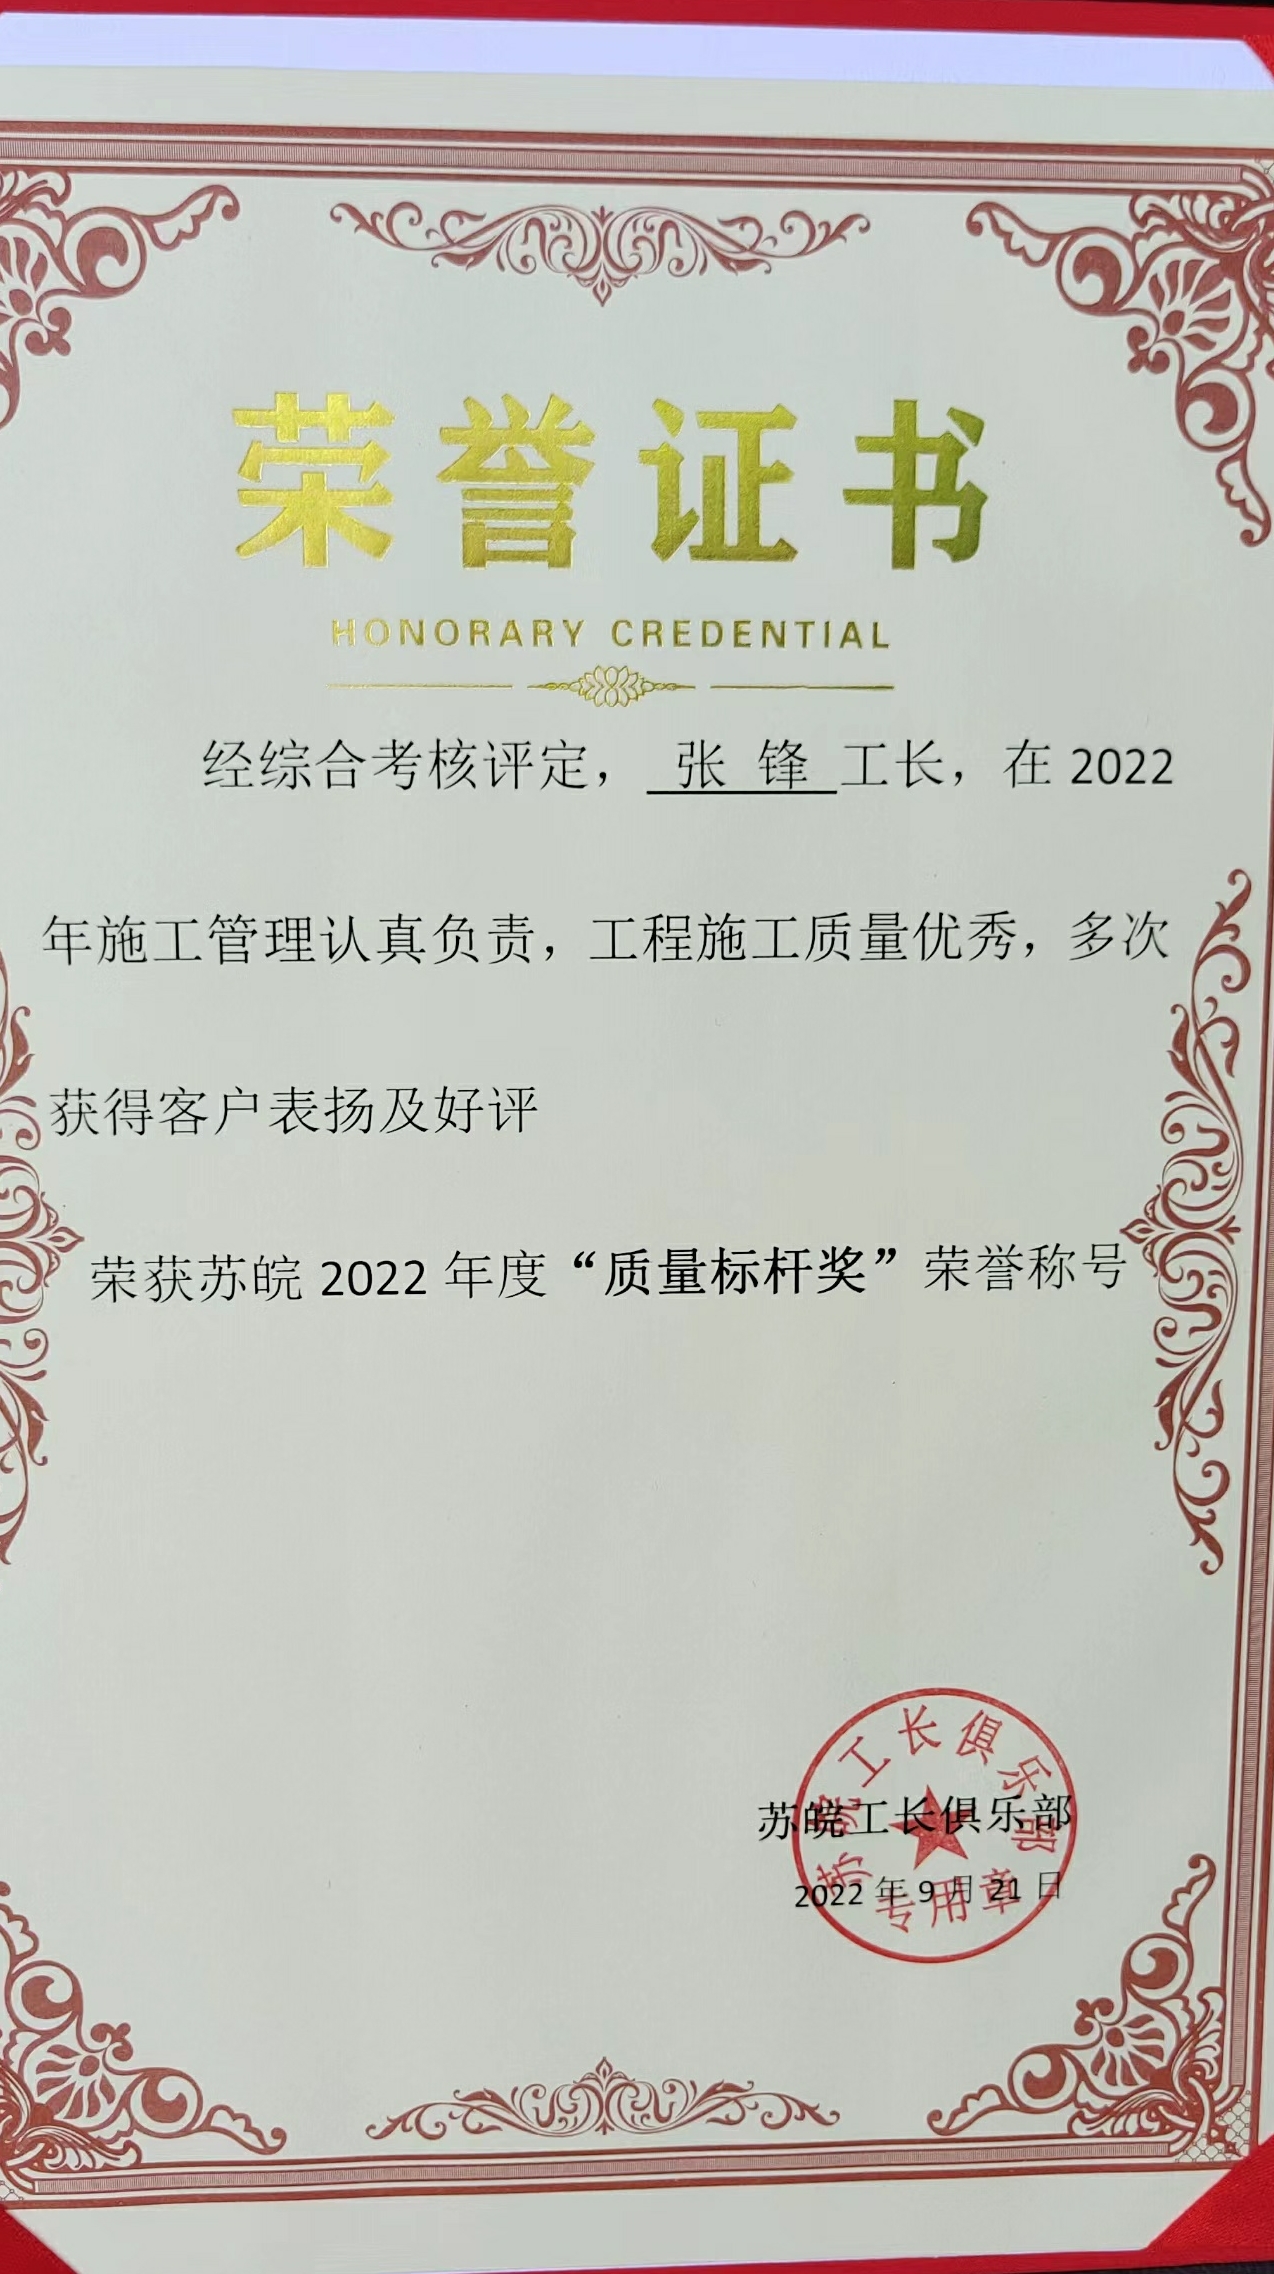 荣誉证书
HONORARY CREDENTIAL
经综合考核评定， 张 锋 工长，在 2022
年施工管理认真负责，工程施工质量优秀，多次
获得客户表扬及好评
荣获苏皖 2022 年度“质量标杆奖”荣誉称号
苏皖工长俱乐部
苏皖工长俱乐部
2022 年 9 月 21 日
专用章